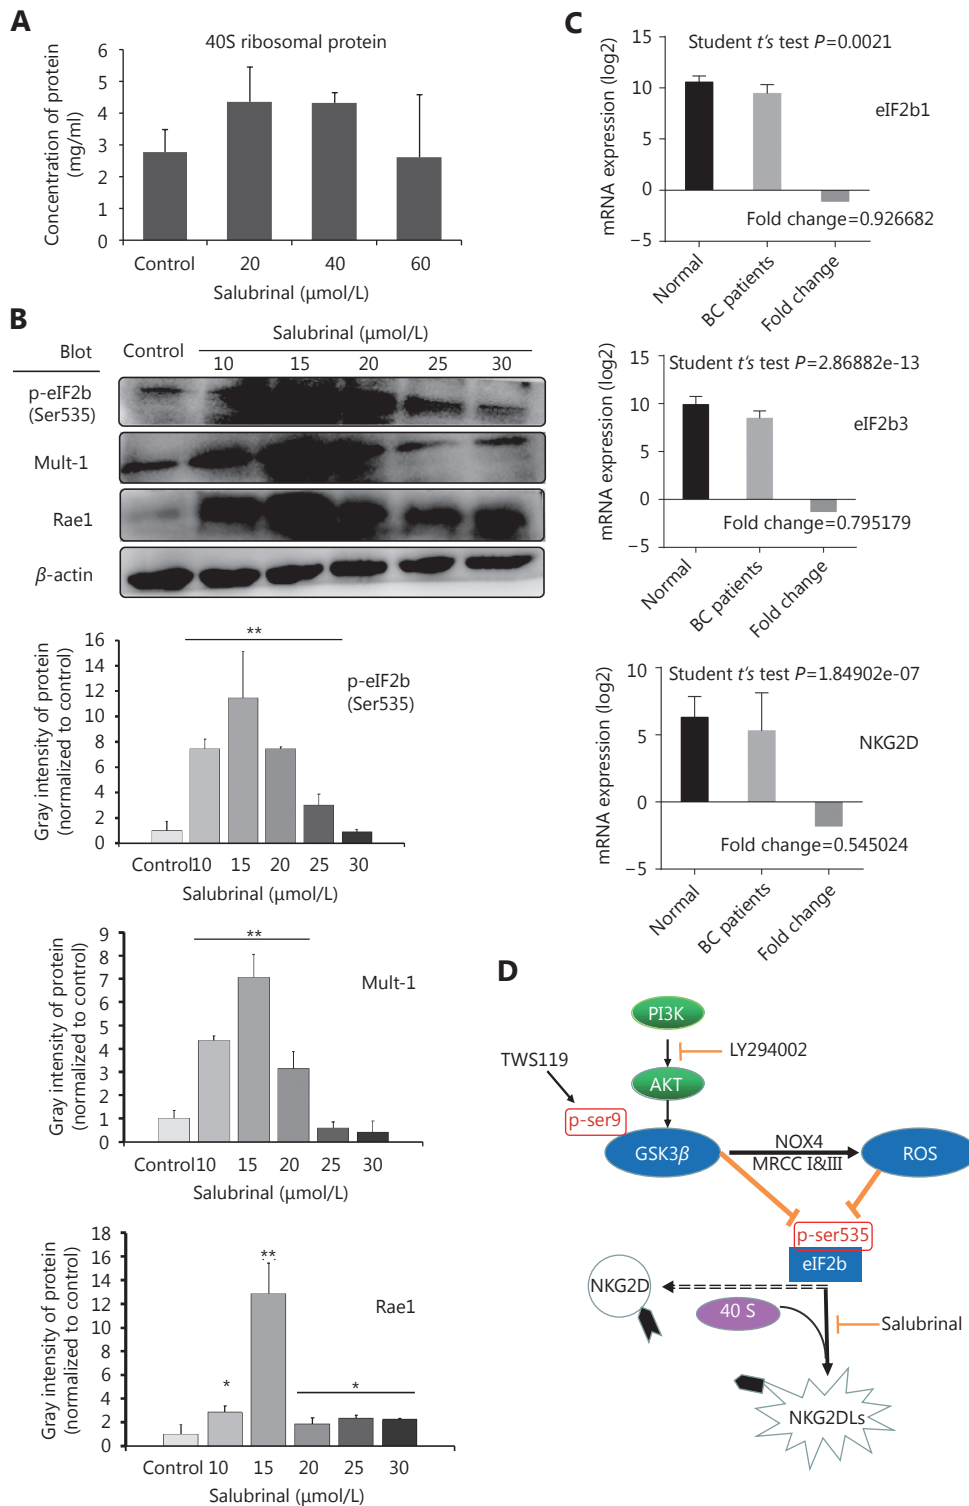 A
40S ribosomal protein
Concentration of protein
(mg/ml)
6
5
4
3
2
1
0
Control 20 40 60
Salubrinal (μmol/L)
B
Blot
Control
Salubrinal (μmol/L)
10 15 20 25 30
p-eIF2b
(Ser535)
Mult-1
Rae1
β-actin
Gray intensity of protein
(normalized to control)
16
14
12
10
8
6
4
2
0
**
p-eIF2b
(Ser535)
Control 10 15 20 25 30
Salubrinal (μmol/L)
Gray intensity of protein
(normalized to control)
9
8
7
6
5
4
3
2
1
0
**
Mult-1
Control 10 15 20 25 30
Salubrinal (μmol/L)
Gray intensity of protein
(normalized to control)
18
16
14
12
10
8
6
4
2
0
*
**
*
Rae1
Control 10 15 20 25 30
Salubrinal (μmol/L)
C
mRNA expression (log2)
15
10
5
0
−5
Student t's test P=0.0021
eIF2b1
Fold change=0.926682
Normal
BC patients
Fold change
mRNA expression (log2)
15
10
5
0
−5
Student t's test P=2.86882e-13
eIF2b3
Fold change=0.795179
Normal
BC patients
Fold change
mRNA expression (log2)
10
5
0
−5
Student t's test P=1.84902e-07
NKG2D
Fold change=0.545024
Normal
BC patients
Fold change
D
PI3K
LY294002
TWS119
AKT
p-ser9
GSK3β
NOX4
MRCC I&III
ROS
p-ser535
eIF2b
NKG2D
40 S
Salubrinal
NKG2DLs